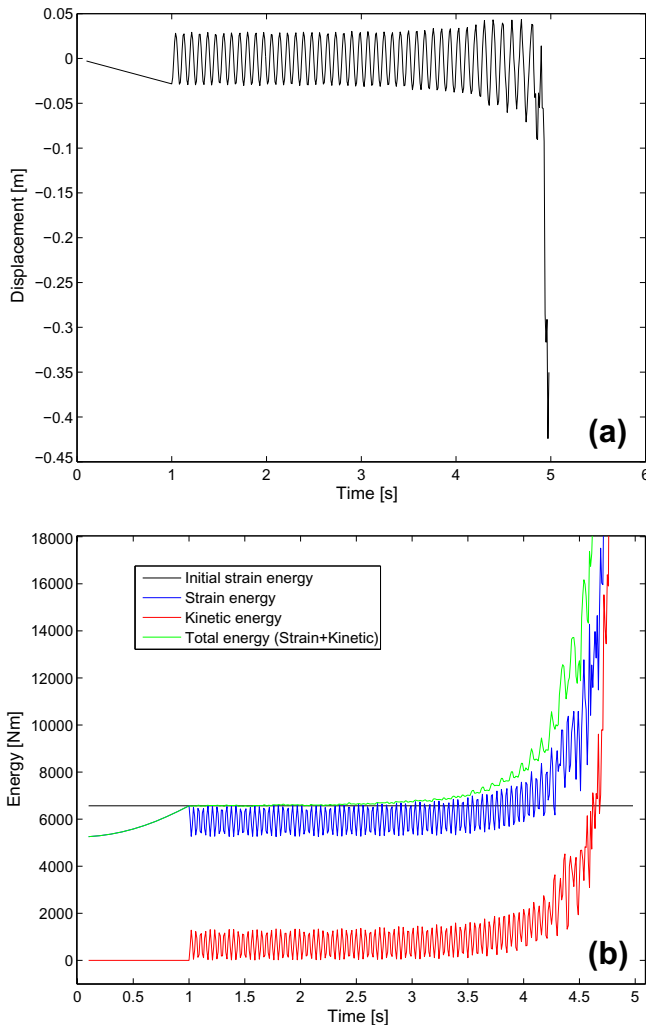 0.05
0
−0.05
−0.1
−0.15
−0.2
−0.25
−0.3
−0.35
−0.4
−0.45
Displacement [m]
(a)
0 1 2 3 4 5 6
Time [s]
18000
16000
14000
12000
10000
8000
6000
4000
2000
0
Energy [Nm]
Initial strain energy
Strain energy
Kinetic energy
Total energy (Strain+Kinetic)
(b)
0 0.5 1 1.5 2 2.5 3 3.5 4 4.5 5
Time [s]